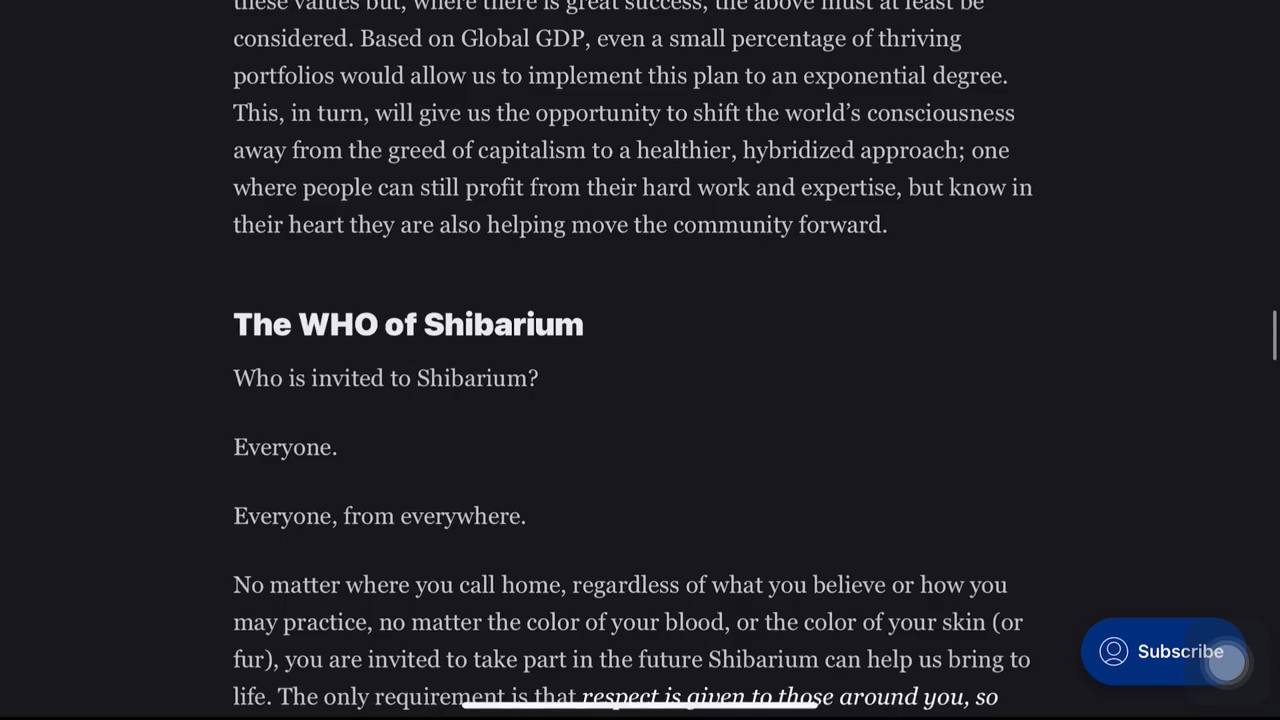 these values but, where there is great success, the above must at least be
considered. Based on Global GDP, even a small percentage of thriving
portfolios would allow us to implement this plan to an exponential degree.
This, in turn, will give us the opportunity to shift the world’s consciousness
away from the greed of capitalism to a healthier, hybridized approach; one
where people can still profit from their hard work and expertise, but know in
their heart they are also helping move the community forward.
The WHO of Shibarium
Who is invited to Shibarium?
Everyone.
Everyone, from everywhere.
No matter where you call home, regardless of what you believe or how you
may practice, no matter the color of your blood, or the color of your skin (or
fur), you are invited to take part in the future Shibarium can help us bring to
life. The only requirement is that respect is given to those around you, so
Subscribe